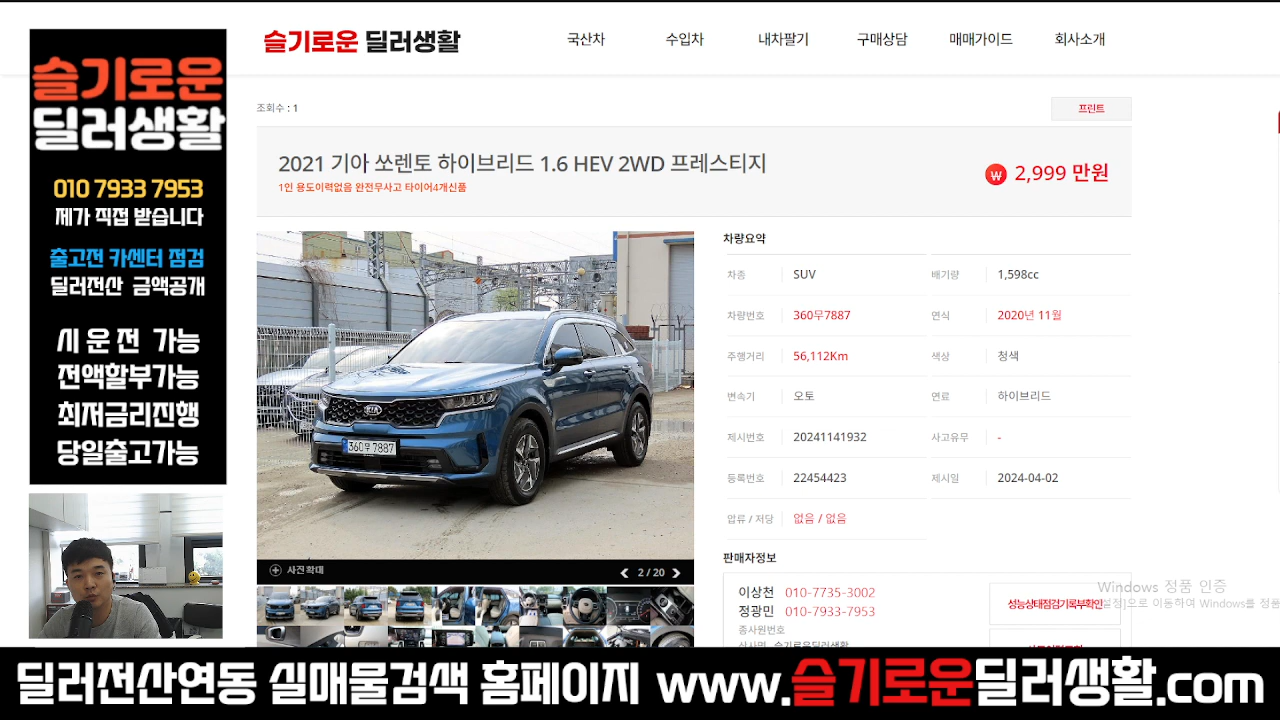 슬기로운
딜러생활
010 7933 7953
제가 직접 받습니다
출고전 카센터 점검
딜러전산 금액공개
시운전 가능
전액할부가능
최저금리진행
당일출고가능
슬기로운 딜러생활
국산차 수입차 내차팔기 구매상담 매매가이드 회사소개
조회수 : 1
프린트
2021 기아 쏘렌토 하이브리드 1.6 HEV 2WD 프레스티지
1인 용도이력없음 완전무사고 타이어4개신품
₩ 2,999 만원
KIA
360무 7887
사진 확대
2 / 20
차량요약
차종 SUV 배기량 1,598cc
차량번호 360무7887 연식 2020년 11월
주행거리 56,112Km 색상 청색
변속기 오토 연료 하이브리드
제시번호 20241141932 사고유무 -
등록번호 22454423 제시일 2024-04-02
압류 / 저당 없음 / 없음
판매자정보
이상천 010-7735-3002
정광민 010-7933-7953
종사원번호
성능상태점검기록부확인
Windows 정품 인증
[설정]으로 이동하여 Windows를 정품
딜러전산연동 실매물검색 홈페이지 www.슬기로운딜러생활.com